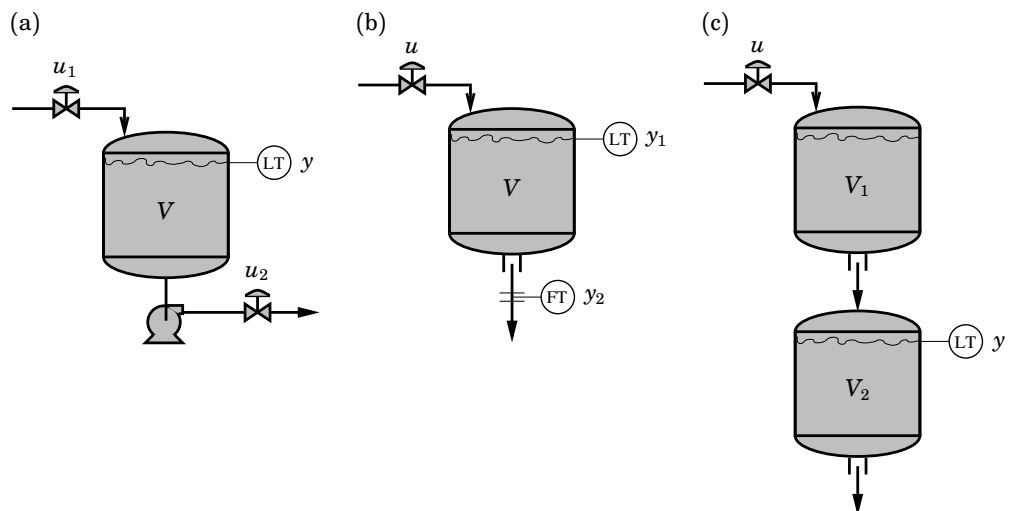 (a)
u₁
LT y
V
u₂
(b)
u
LT y₁
V
FT y₂
(c)
u
V₁
LT y
V₂